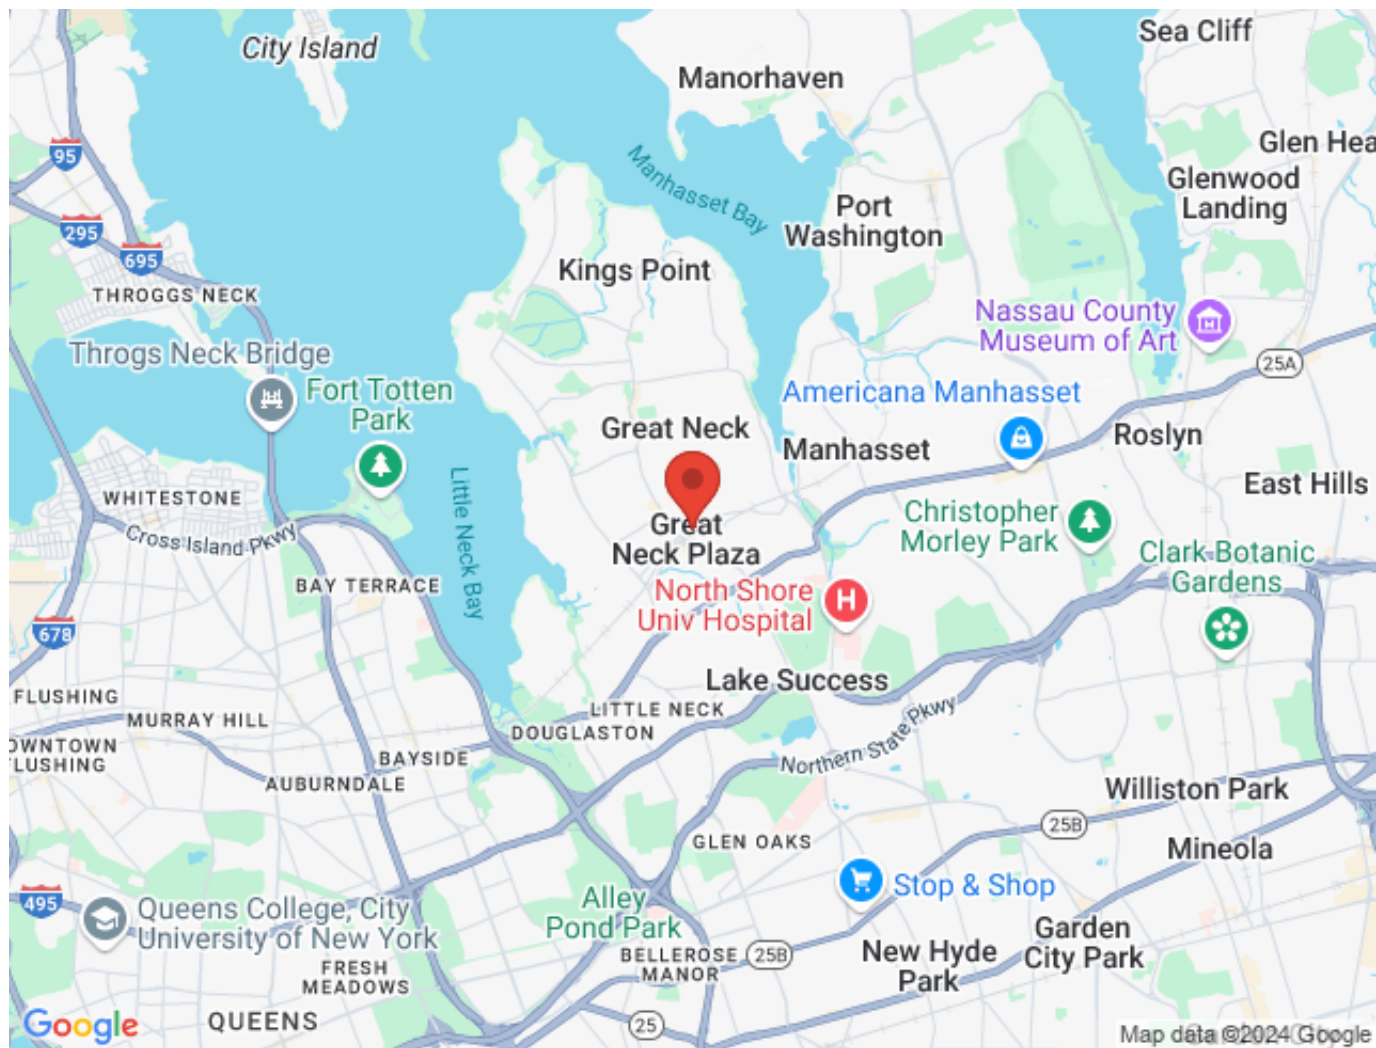 City Island
Sea Cliff
Manorhaven
95
Glen Hea
Manhasset Bay
Glenwood
Landing
295
Port
Washington
695
Kings Point
THROGGS NECK
Nassau County
Museum of Art
Throgs Neck Bridge
25A
Fort Totten
Park
Americana Manhasset
Great Neck
Roslyn
Manhasset
Little Neck Bay
East Hills
WHITESTONE
Christopher
Morley Park
Cross Island Pkwy
Great
Neck Plaza
Clark Botanic
Gardens
BAY TERRACE
North Shore
Univ Hospital
H
678
Lake Success
FLUSHING
LITTLE NECK
MURRAY HILL
DOUGLASTON
Northern State Pkwy
OWNTOWN
FLUSHING
BAYSIDE
AUBURNDALE
Williston Park
25B
GLEN OAKS
Mineola
Stop & Shop
495
Alley
Pond Park
Queens College, City
University of New York
Garden
City Park
BELLEROSE
MANOR
25B
New Hyde
Park
FRESH
MEADOWS
Google
QUEENS
25
Map data ©2024 Google